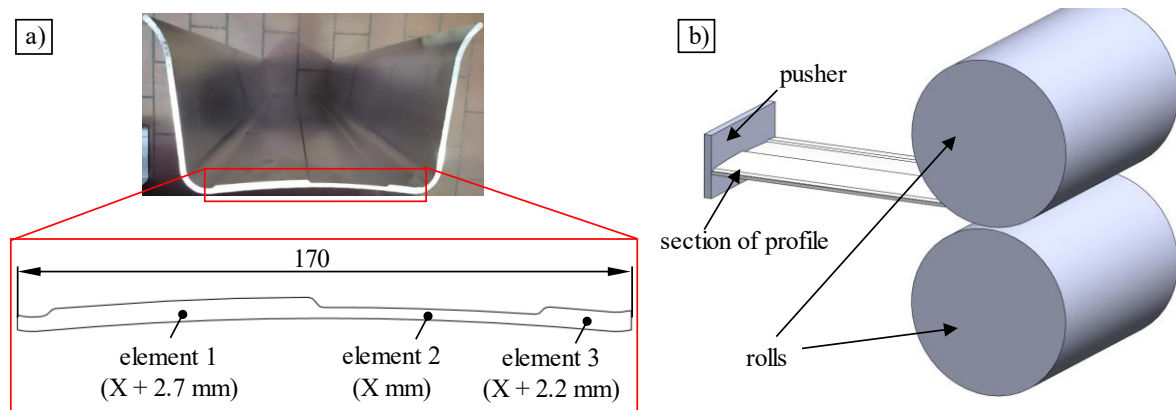 a)
170
element 1
(X + 2.7 mm)
element 2
(X mm)
element 3
(X + 2.2 mm)
b)
pusher
section of profile
rolls